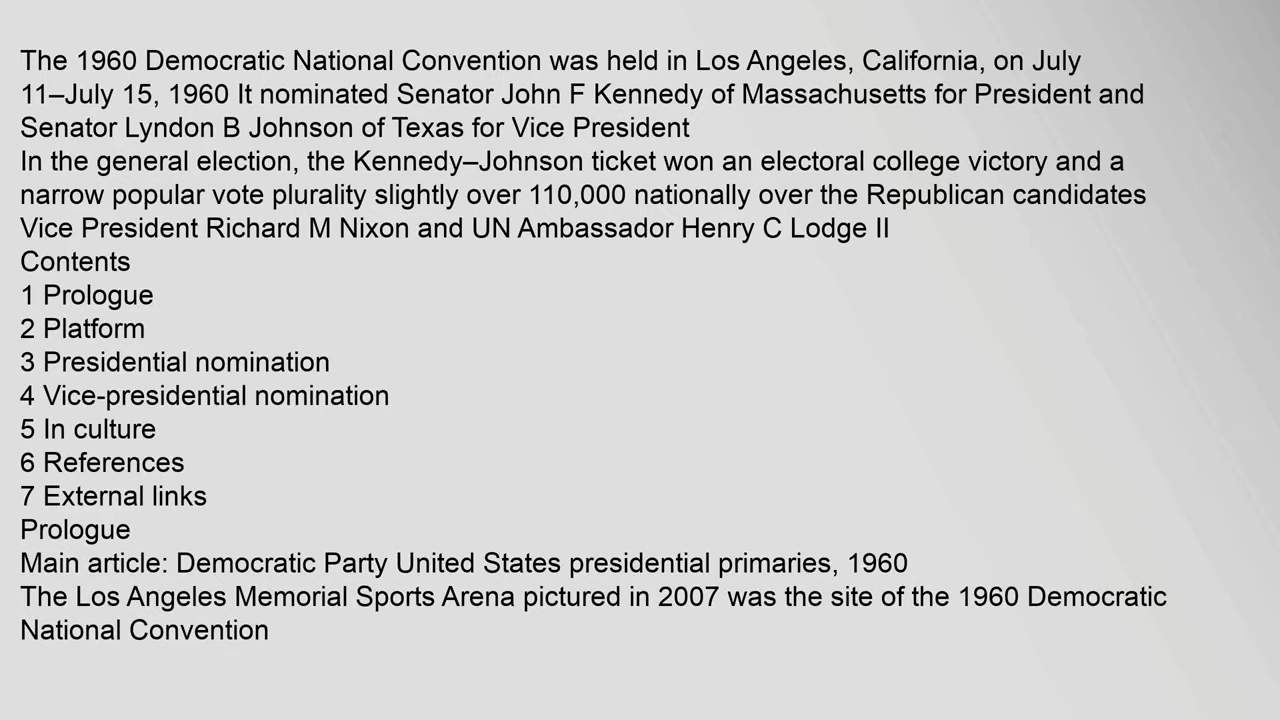 The 1960 Democratic National Convention was held in Los Angeles, California, on July
11–July 15, 1960 It nominated Senator John F Kennedy of Massachusetts for President and
Senator Lyndon B Johnson of Texas for Vice President
In the general election, the Kennedy–Johnson ticket won an electoral college victory and a
narrow popular vote plurality slightly over 110,000 nationally over the Republican candidates
Vice President Richard M Nixon and UN Ambassador Henry C Lodge II
Contents
1 Prologue
2 Platform
3 Presidential nomination
4 Vice-presidential nomination
5 In culture
6 References
7 External links
Prologue
Main article: Democratic Party United States presidential primaries, 1960
The Los Angeles Memorial Sports Arena pictured in 2007 was the site of the 1960 Democratic
National Convention